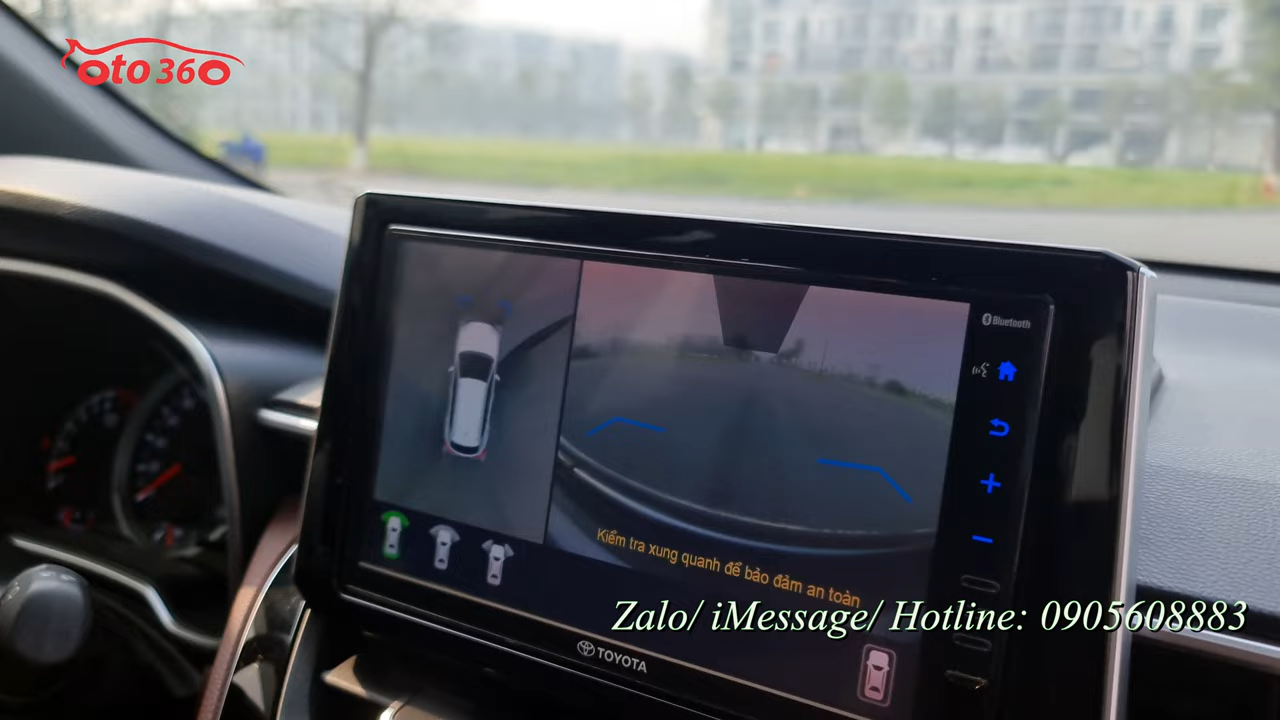 oto360
Bluetooth
Kiểm tra xung quanh để bảo đảm an toàn
Zalo/ iMessage/ Hotline: 0905608883
TOYOTA